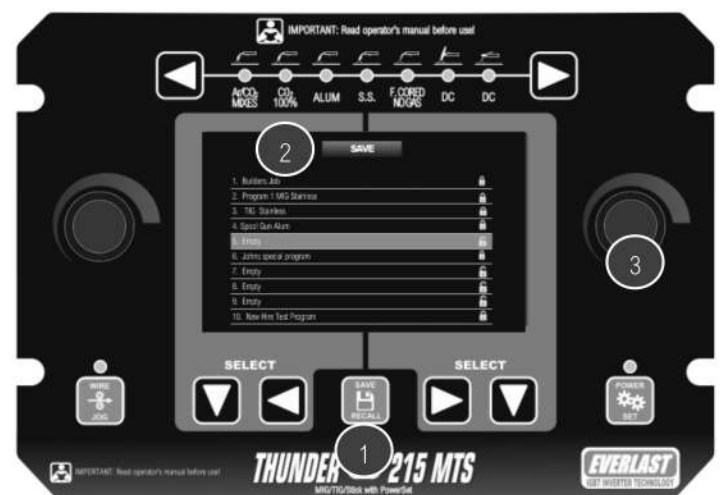 IMPORTANT: Read operator's manual before use!
Ar/CO2 MIXES
CO2 100%
ALUM
S.S.
F.CORED NO GAS
DC
DC
2
SAVE
1. Builders Job
2. Program 1 MIG Stainless
3. TIG Stainless
4. Spool Gun Alum
5. Empty
6. Johns special program
7. Empty
8. Empty
9. Empty
10. New Hire Test Program
3
SELECT
SELECT
WIRE
JOG
SAVE
RECALL
POWER
SET
1
IMPORTANT: Read operator's manual before use!
THUNDER 215 MTS
MIG/TIG/Stick with PowerSet
EVERLAST
IGBT INVERTER TECHNOLOGY